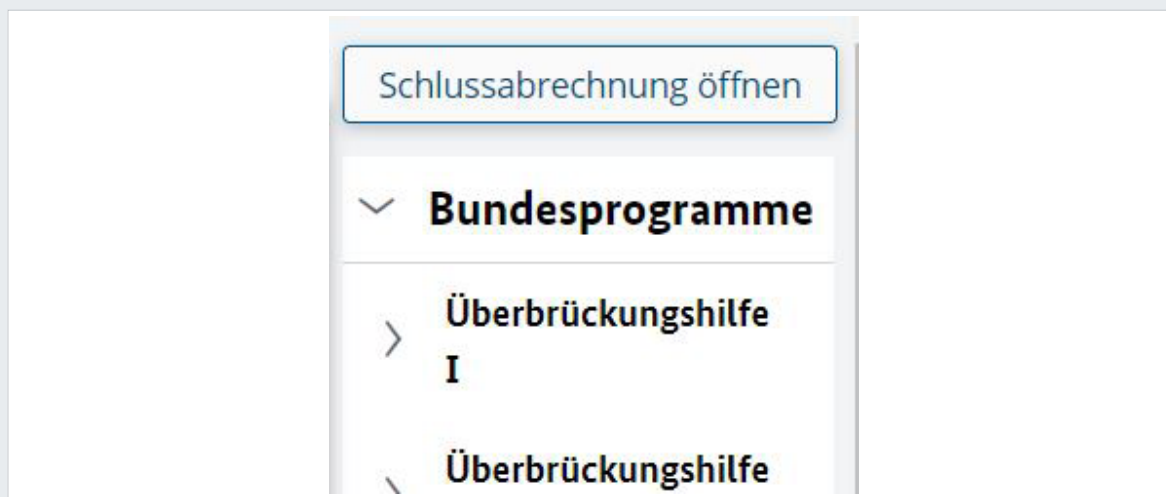 Schlussabrechnung öffnen
Bundesprogramme
Überbrückungshilfe
I
Überbrückungshilfe